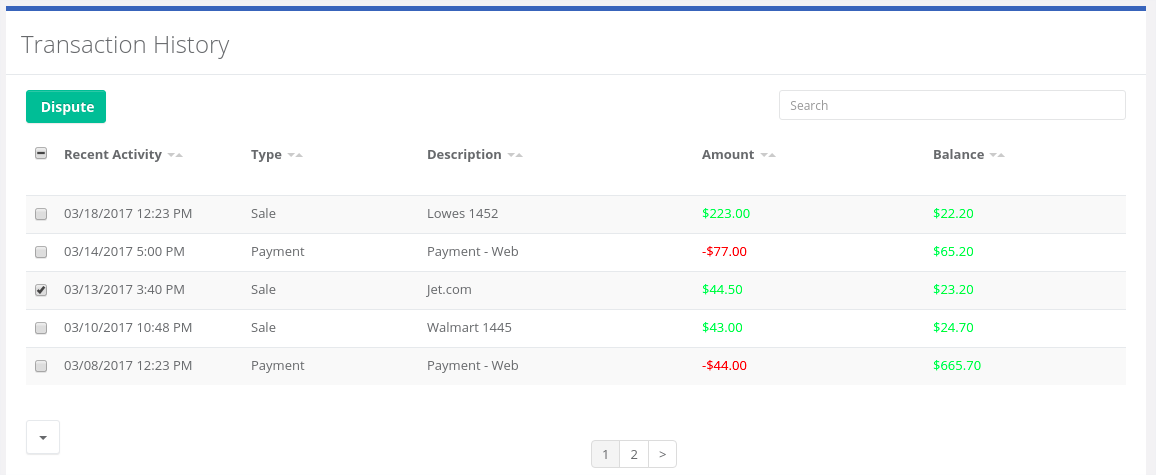 Transaction History
Dispute Search
Recent Activity Type Description Amount Balance
03/18/2017 12:23 PM Sale Lowes 1452 $223.00 $22.20
03/14/2017 5:00 PM Payment Payment - Web -$77.00 $65.20
03/13/2017 3:40 PM Sale Jet.com $44.50 $23.20
03/10/2017 10:48 PM Sale Walmart 1445 $43.00 $24.70
03/08/2017 12:23 PM Payment Payment - Web -$44.00 $665.70
1 2 >